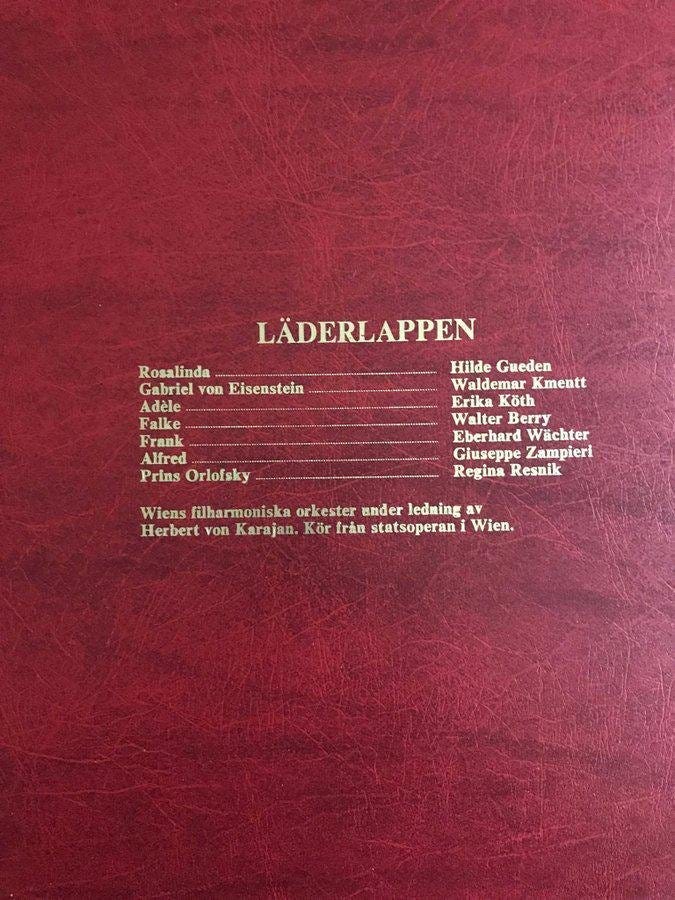 LÄDERLAPPEN
Rosalinda ........ Hilde Gueden
Gabriel von Eisenstein ........ Waldemar Kmentt
Adèle ........ Erika Köth
Falke ........ Walter Berry
Frank ........ Eberhard Wächter
Alfred ........ Giuseppe Zampieri
Prins Orlofsky ........ Regina Resnik
Wiens filharmoniska orkester under ledning av
Herbert von Karajan. Kör från statsoperan i Wien.